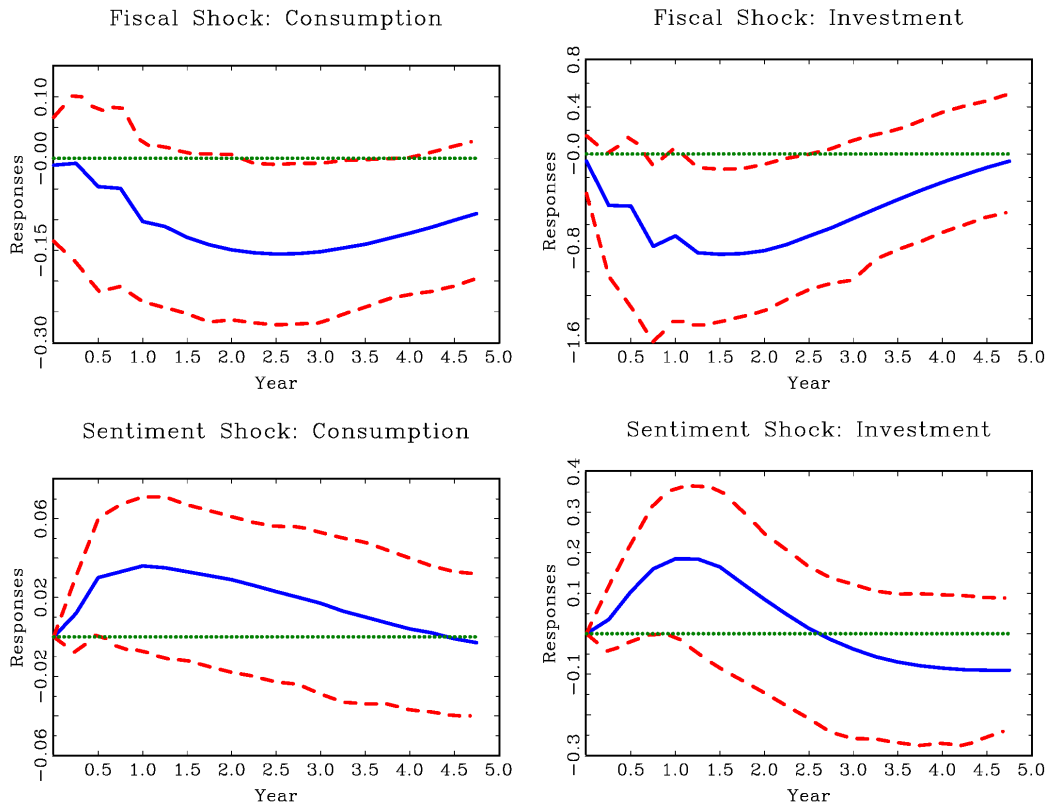 Fiscal Shock: Consumption
Responses
0.10
0.00
−0.00
−0.15
−0.30
0.5 1.0 1.5 2.0 2.5 3.0 3.5 4.0 4.5 5.0
Year
Fiscal Shock: Investment
Responses
0.8
0.4
−0.0
−0.8
−1.6
0.5 1.0 1.5 2.0 2.5 3.0 3.5 4.0 4.5 5.0
Year
Sentiment Shock: Consumption
Responses
0.06
0.02
−0.02
−0.06
0.5 1.0 1.5 2.0 2.5 3.0 3.5 4.0 4.5 5.0
Year
Sentiment Shock: Investment
Responses
0.4
0.3
0.2
0.1
−0.1
−0.3
0.5 1.0 1.5 2.0 2.5 3.0 3.5 4.0 4.5 5.0
Year